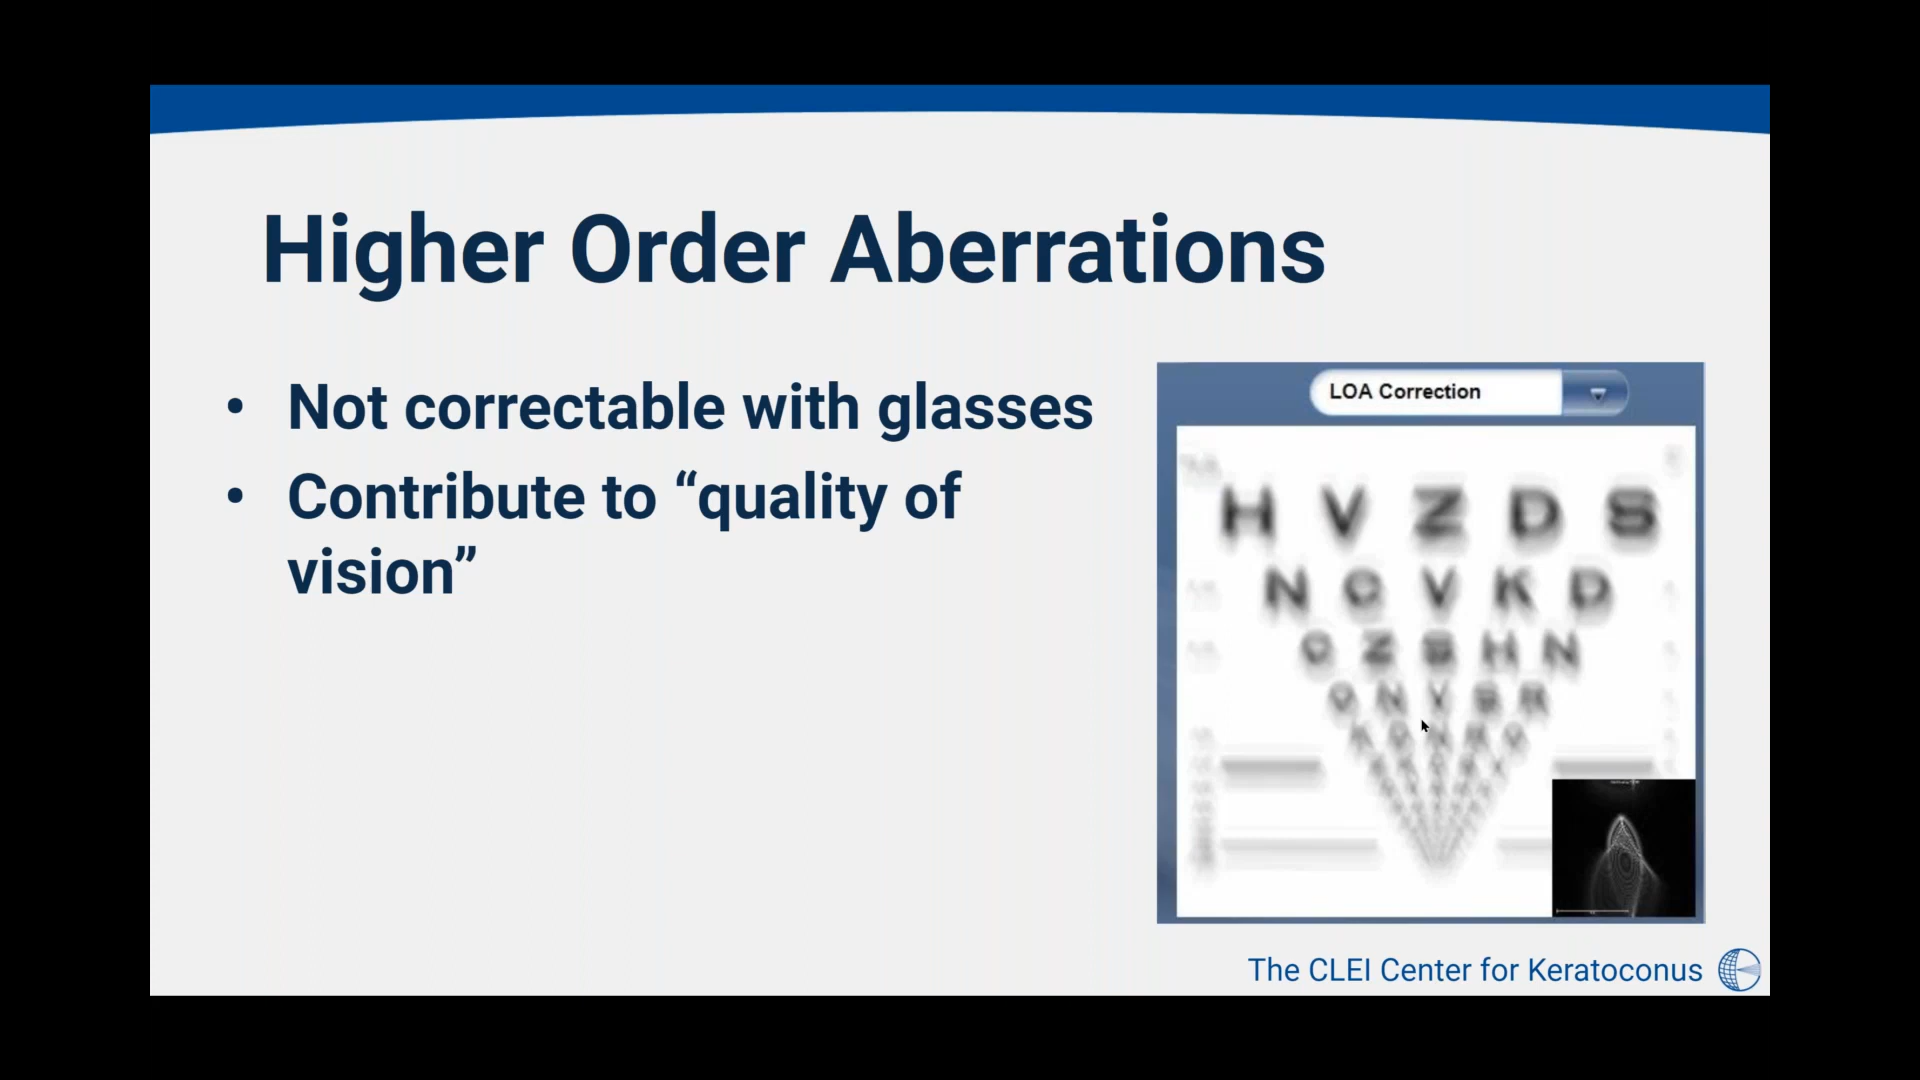 Higher Order Aberrations
• Not correctable with glasses
• Contribute to “quality of
vision”
LOA Correction
H V Z D S
N C V K D
C Z S H N
O N V S R
The CLEI Center for Keratoconus